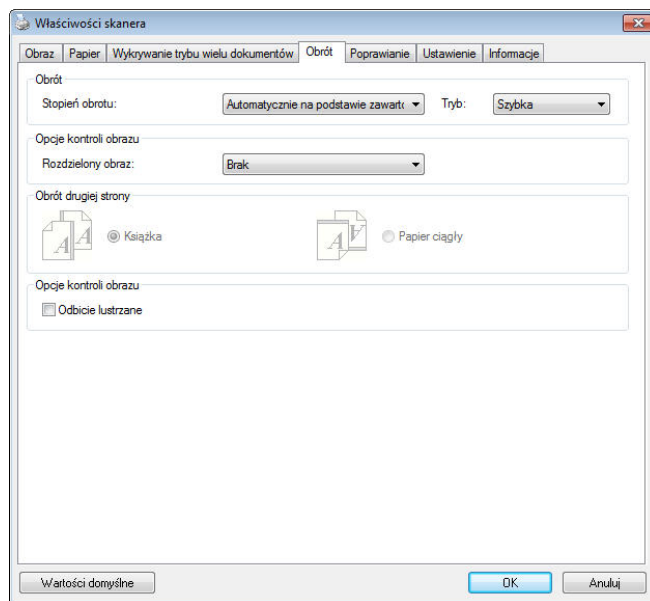 Właściwości skanera
Obraz Papier Wykrywanie trybu wielu dokumentów Obrót Poprawianie Ustawienie Informacje
Obrót
Stopień obrotu: Automatycznie na podstawie zawartc Tryb: Szybka
Opcje kontroli obrazu
Rozdzielony obraz: Brak
Obrót drugiej strony
A A Książka A A Papier ciągły
Opcje kontroli obrazu
Odbicie lustrzane
Wartości domyślne OK Anuluj